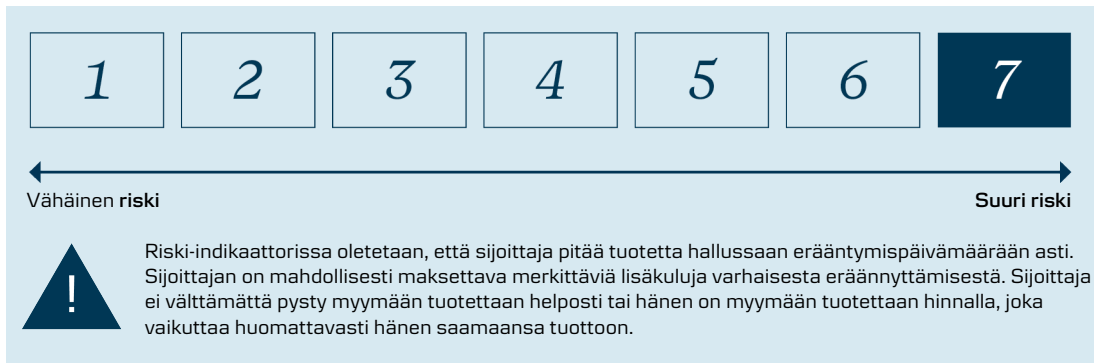 1 2 3 4 5 6 7
Vähäinen riski Suuri riski
! Riski-indikaattorissa oletetaan, että sijoittaja pitää tuotetta hallussaan erääntymispäivämäärään asti.
Sijoittajan on mahdollisesti maksettava merkittäviä lisäkuluja varhaisesta eräännyttämisestä. Sijoittaja
ei välttämättä pysty myymään tuotettaan helposti tai hänen on myymään tuotettaan hinnalla, joka
vaikuttaa huomattavasti hänen saamaansa tuottoon.